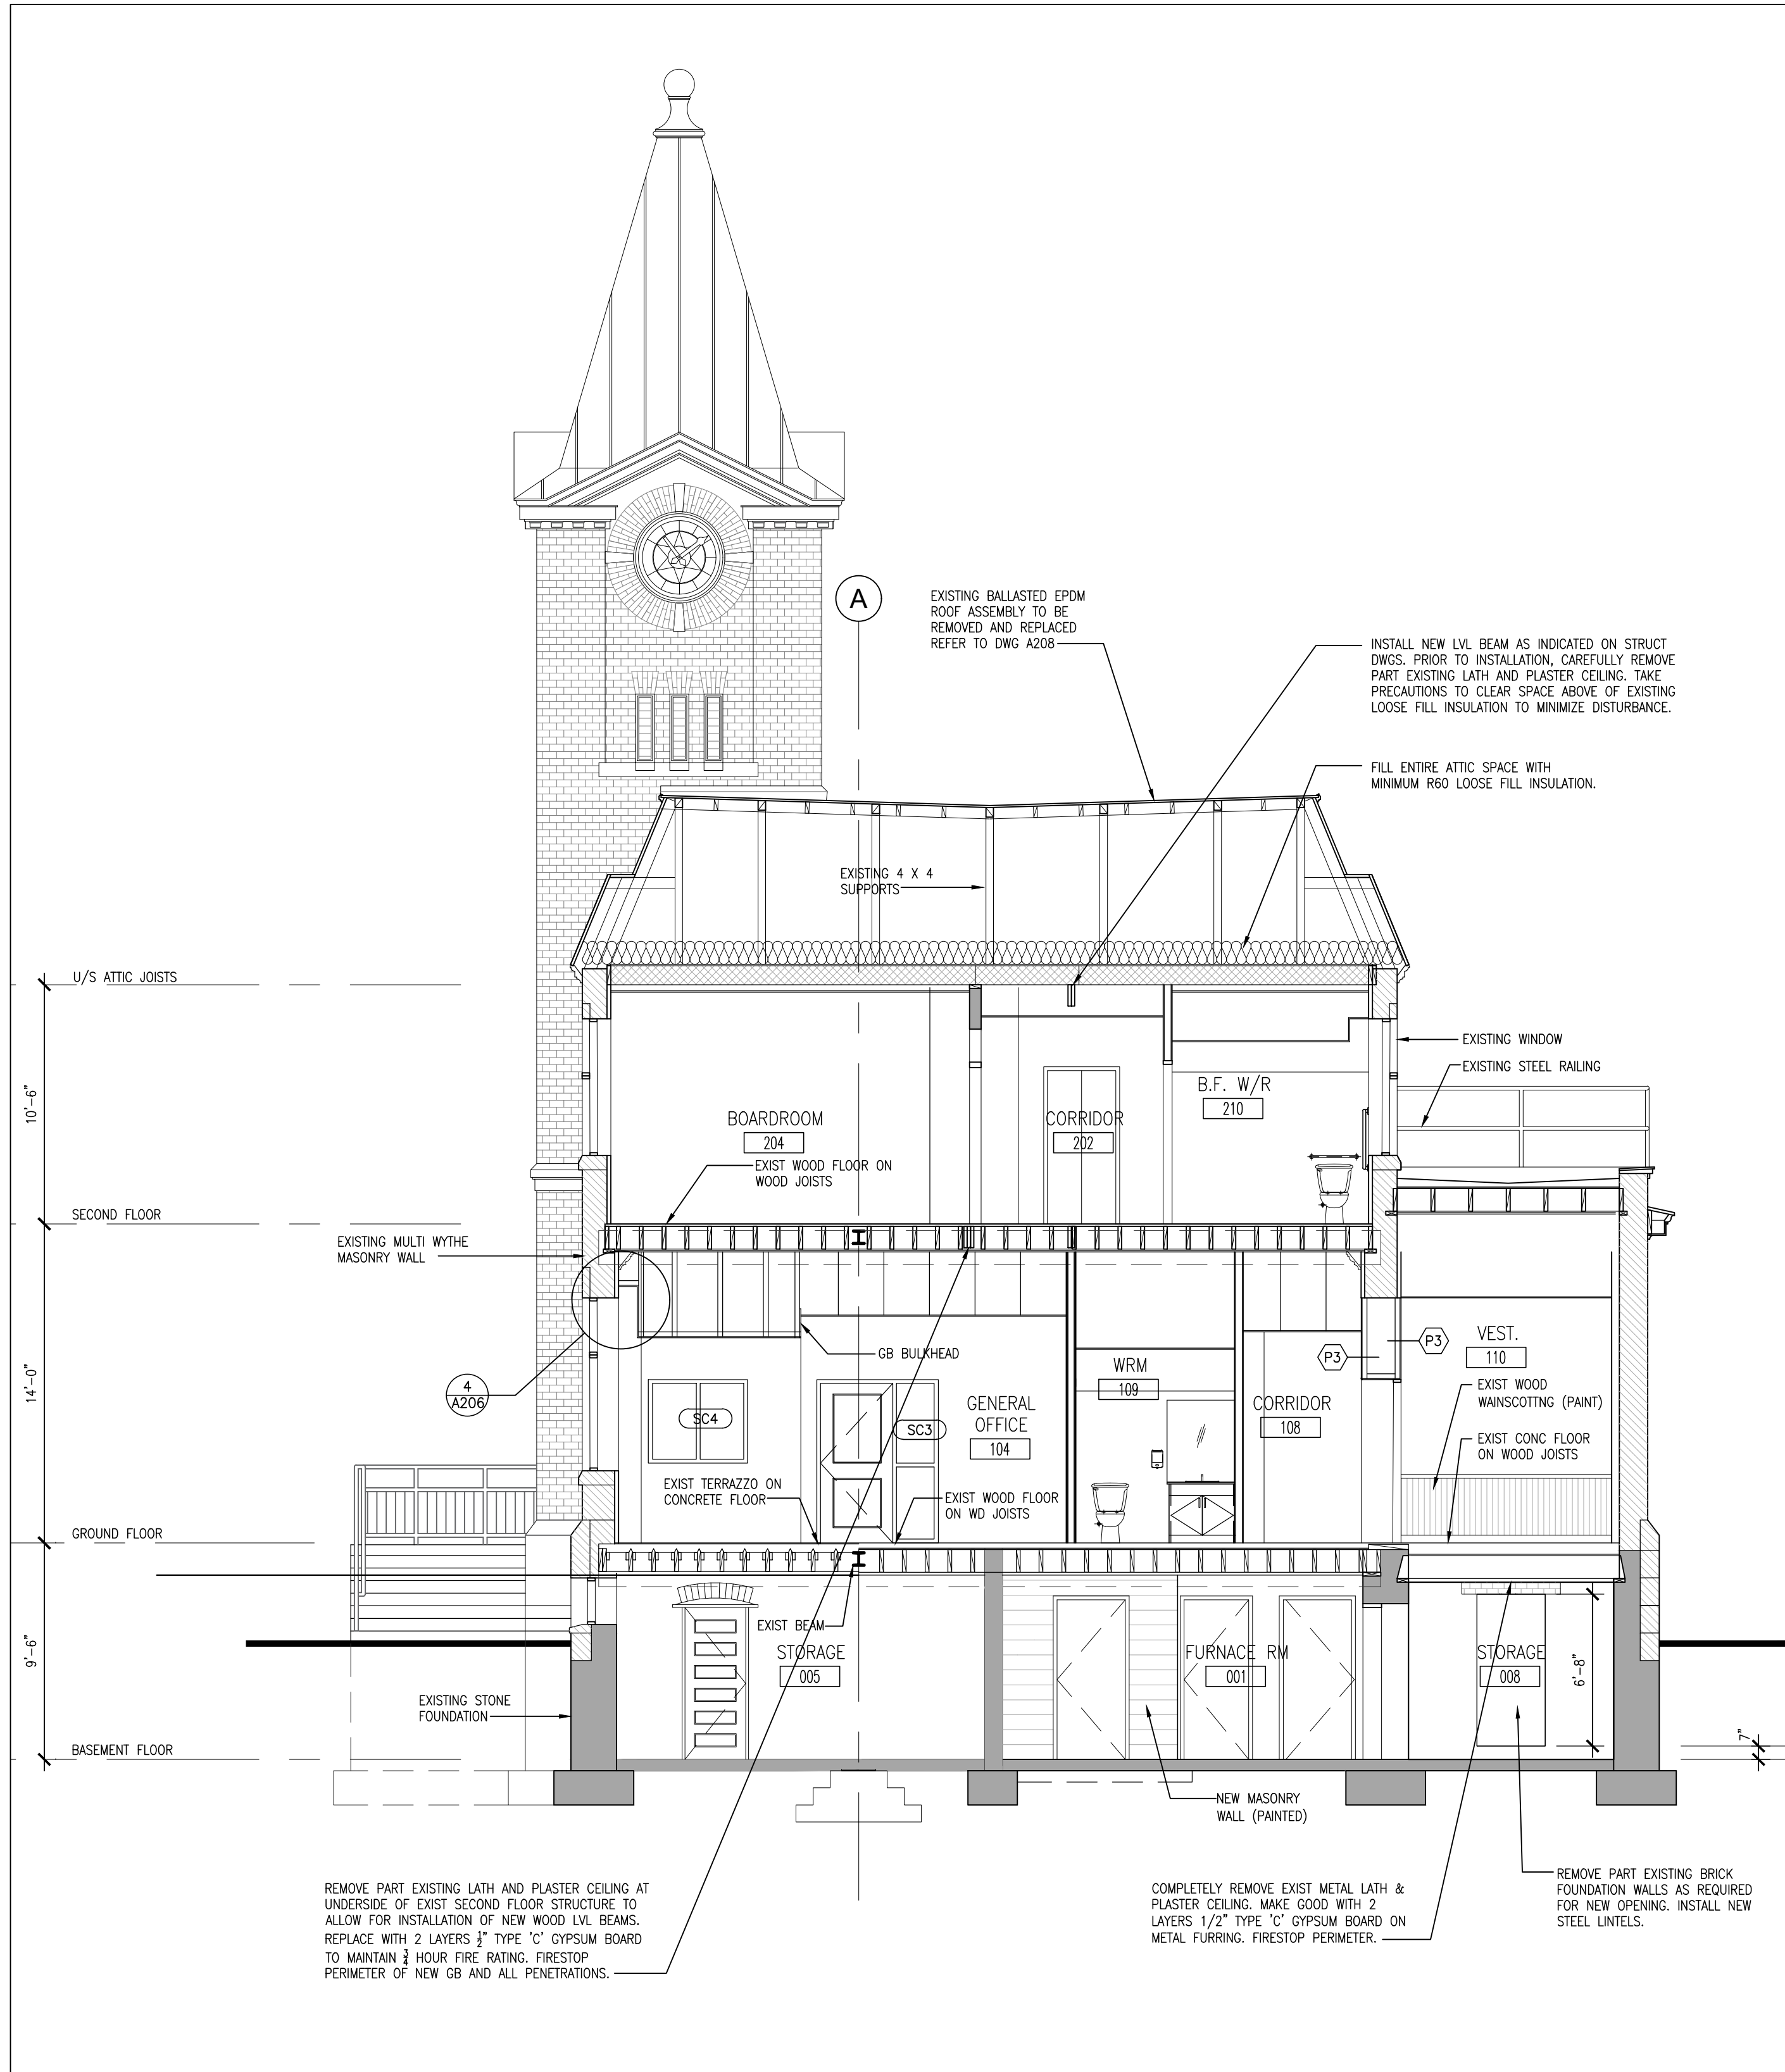 A
EXISTING BALLASTED EPDM
ROOF ASSEMBLY TO BE
REMOVED AND REPLACED
REFER TO DWG A208
INSTALL NEW LVL BEAM AS INDICATED ON STRUCT
DWGS. PRIOR TO INSTALLATION, CAREFULLY REMOVE
PART EXISTING LATH AND PLASTER CEILING. TAKE
PRECAUTIONS TO CLEAR SPACE ABOVE OF EXISTING
LOOSE FILL INSULATION TO MINIMIZE DISTURBANCE.
FILL ENTIRE ATTIC SPACE WITH
MINIMUM R60 LOOSE FILL INSULATION.
EXISTING 4 X 4
SUPPORTS
U/S ATTIC JOISTS
10'-6"
EXISTING WINDOW
EXISTING STEEL RAILING
B.F. W/R
210
BOARDROOM
204
CORRIDOR
202
EXIST WOOD FLOOR ON
WOOD JOISTS
SECOND FLOOR
EXISTING MULTI WYTHE
MASONRY WALL
14'-0"
GB BULKHEAD
4
A206
SC4
SC3
GENERAL
OFFICE
104
WRM
109
CORRIDOR
108
P3
P3
VEST.
110
EXIST WOOD
WAINSCOTTNG (PAINT)
EXIST CONC FLOOR
ON WOOD JOISTS
EXIST TERRAZZO ON
CONCRETE FLOOR
EXIST WOOD FLOOR
ON WD JOISTS
GROUND FLOOR
9'-6"
EXIST BEAM
STORAGE
005
FURNACE RM
001
STORAGE
008
6'-8"
7"
EXISTING STONE
FOUNDATION
BASEMENT FLOOR
NEW MASONRY
WALL (PAINTED)
REMOVE PART EXISTING LATH AND PLASTER CEILING AT
UNDERSIDE OF EXIST SECOND FLOOR STRUCTURE TO
ALLOW FOR INSTALLATION OF NEW WOOD LVL BEAMS.
REPLACE WITH 2 LAYERS ½" TYPE 'C' GYPSUM BOARD
TO MAINTAIN ¾ HOUR FIRE RATING. FIRESTOP
PERIMETER OF NEW GB AND ALL PENETRATIONS.
COMPLETELY REMOVE EXIST METAL LATH &
PLASTER CEILING. MAKE GOOD WITH 2
LAYERS 1/2" TYPE 'C' GYPSUM BOARD ON
METAL FURRING. FIRESTOP PERIMETER.
REMOVE PART EXISTING BRICK
FOUNDATION WALLS AS REQUIRED
FOR NEW OPENING. INSTALL NEW
STEEL LINTELS.